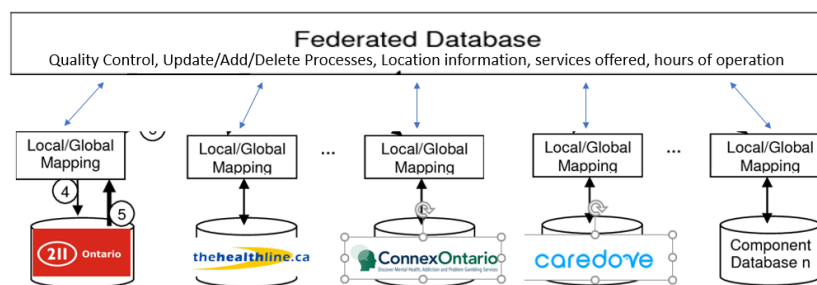 Federated Database
Quality Control, Update/Add/Delete Processes, Location information, services offered, hours of operation
Local/Global
Mapping
Local/Global
Mapping
...
Local/Global
Mapping
Local/Global
Mapping
...
Local/Global
Mapping
4
5
211 Ontario
thehealthline.ca
ConnexOntario
Discover Mental Health, Addiction and Problem Gambling Services
caredove
Component
Database n